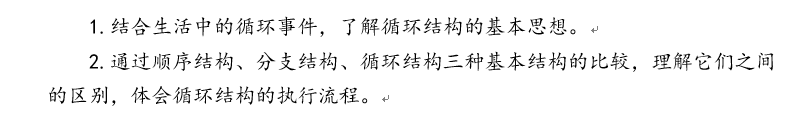 1.结合生活中的循环事件，了解循环结构的基本思想。
2.通过顺序结构、分支结构、循环结构三种基本结构的比较，理解它们之间
的区别，体会循环结构的执行流程。